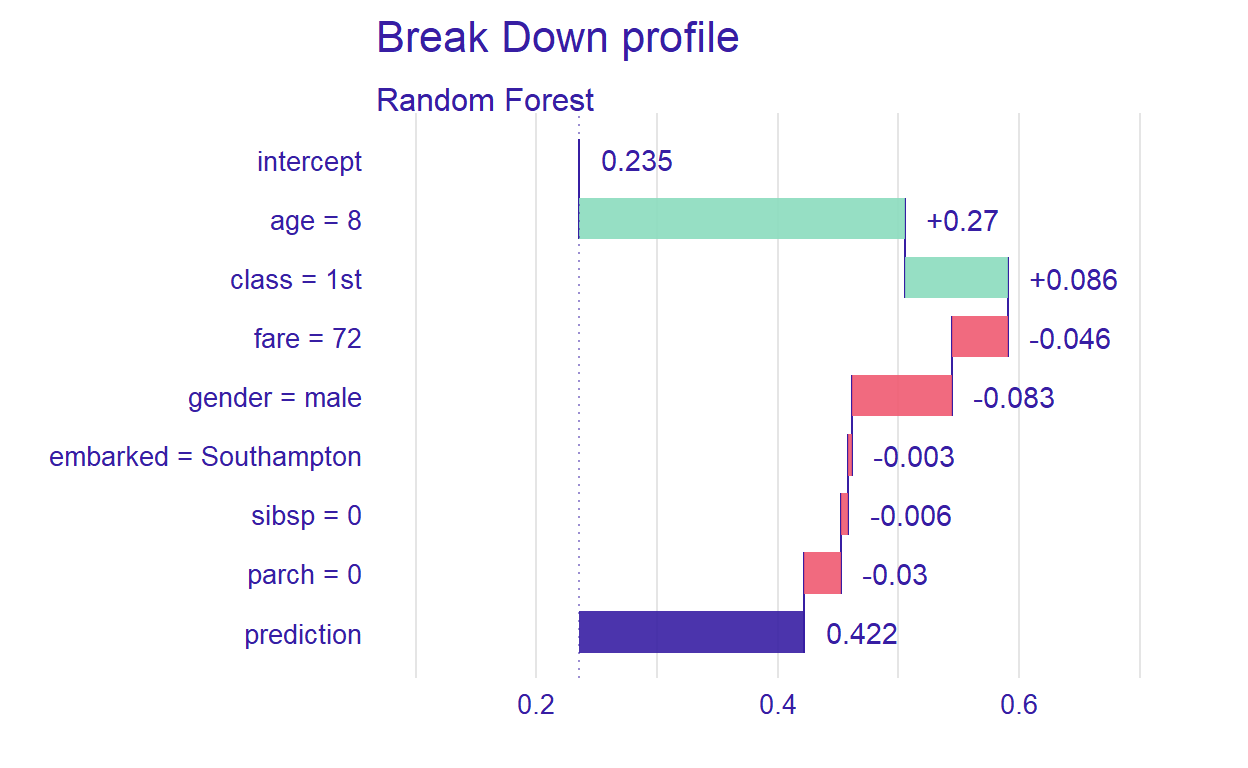 Break Down profile
Random Forest
intercept 0.235
age = 8 +0.27
class = 1st +0.086
fare = 72 -0.046
gender = male -0.083
embarked = Southampton -0.003
sibsp = 0 -0.006
parch = 0 -0.03
prediction 0.422
0.2 0.4 0.6